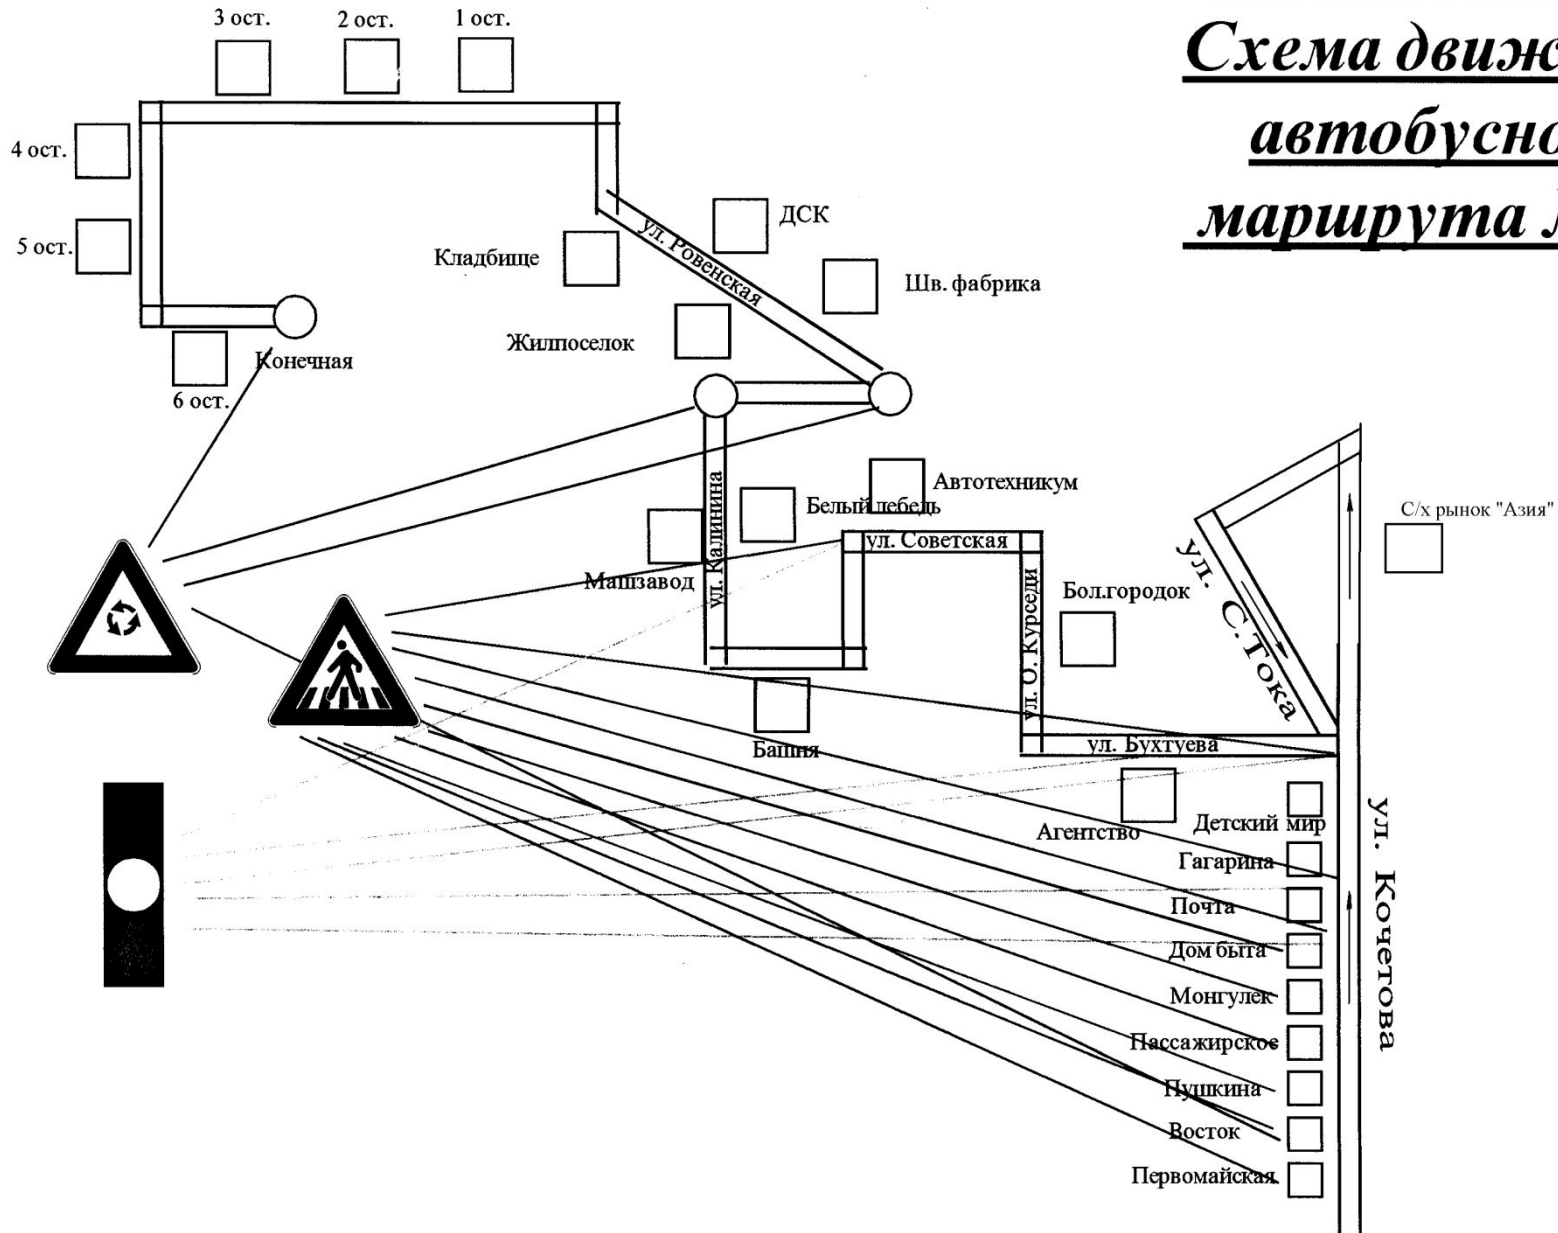 Схема движ
автобусно
маршрута
3 ост.
2 ост.
1 ост.
4 ост.
5 ост.
6 ост.
Конечная
Кладбище
ул. Ровенская
ДСК
Шв. фабрика
Жилпоселок
ул. Калинина
Белый лебедь
Автотехникум
Машзавод
ул. Советская
ул. О. Курседи
Бол.городок
ул. С.Тока
С/х рынок "Азия"
Башня
ул. Бухтуева
Агентство
Детский мир
Гагарина
Почта
Дом быта
Монгулек
Пассажирское
Пушкина
Восток
Первомайская
ул. Кочетова